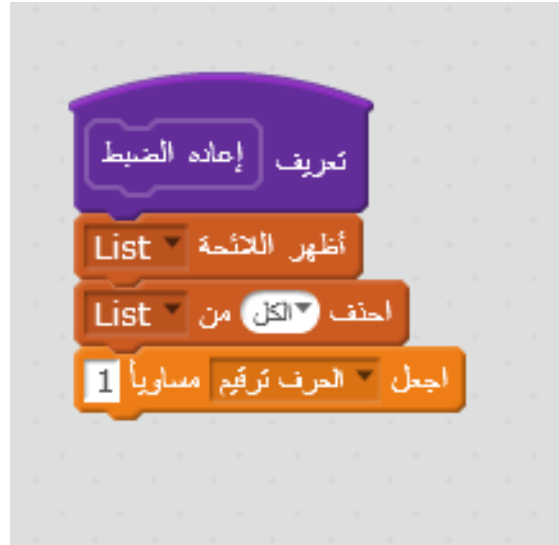 تعريف إعاده الضبط
أظهر اللائحة List
احذف الكل من List
اجعل الحرف ترقيم مساوياً 1